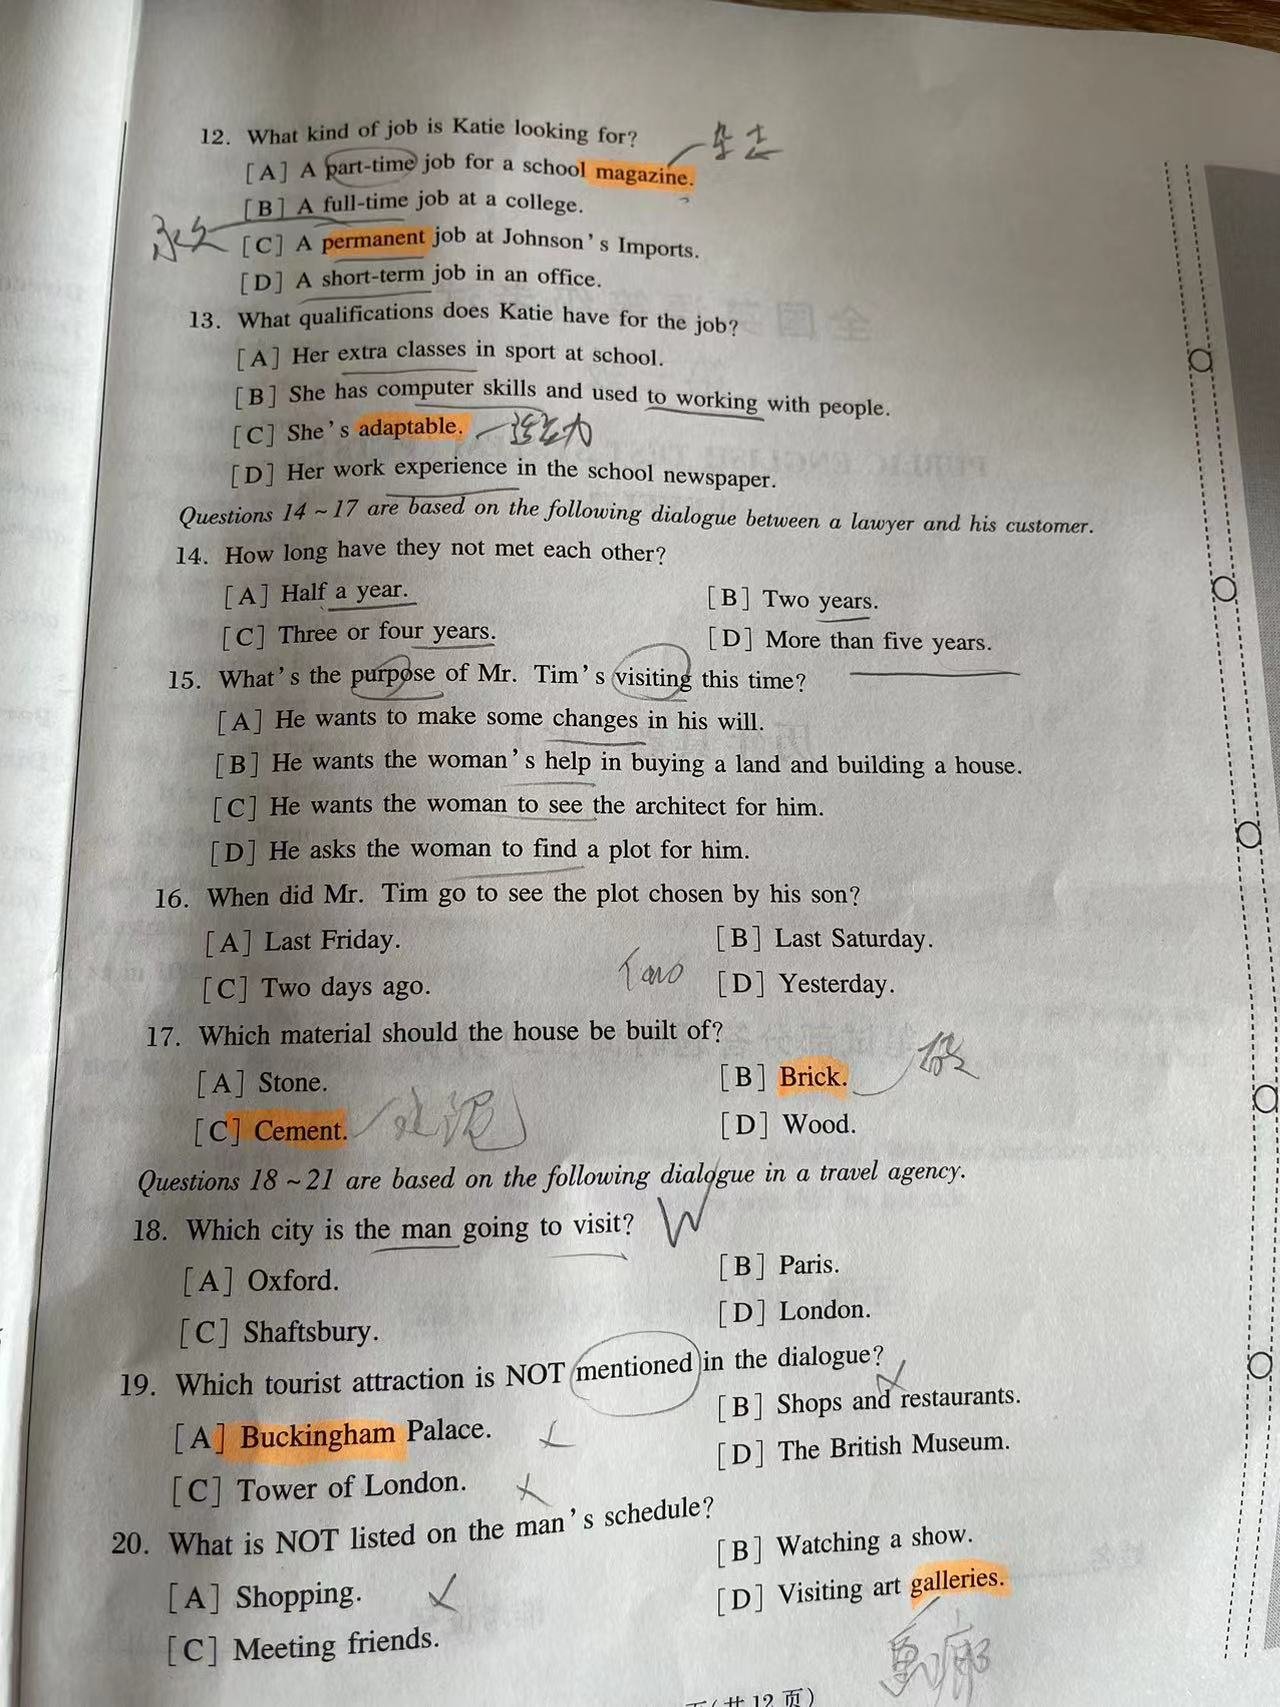 12. What kind of job is Katie looking for?
[A] A part-time job for a school magazine.
[B] A full-time job at a college.
永久
[C] A permanent job at Johnson's Imports.
[D] A short-term job in an office.
13. What qualifications does Katie have for the job?
[A] Her extra classes in sport at school.
[B] She has computer skills and used to working with people.
[C] She's adaptable.
[D] Her work experience in the school newspaper.
Questions 14～17 are based on the following dialogue between a lawyer and his customer.
14. How long have they not met each other?
[A] Half a year. [B] Two years.
[C] Three or four years. [D] More than five years.
15. What's the purpose of Mr. Tim's visiting this time?
[A] He wants to make some changes in his will.
[B] He wants the woman's help in buying a land and building a house.
[C] He wants the woman to see the architect for him.
[D] He asks the woman to find a plot for him.
16. When did Mr. Tim go to see the plot chosen by his son?
[A] Last Friday. [B] Last Saturday.
[C] Two days ago. [D] Yesterday.
17. Which material should the house be built of?
[A] Stone. [B] Brick.
[C] Cement. 水泥 [D] Wood.
Questions 18～21 are based on the following dialogue in a travel agency.
18. Which city is the man going to visit? W
[A] Oxford. [B] Paris.
[C] Shaftsbury. [D] London.
19. Which tourist attraction is NOT mentioned in the dialogue?
[A] Buckingham Palace. [B] Shops and restaurants.
[C] Tower of London. [D] The British Museum.
20. What is NOT listed on the man's schedule?
[A] Shopping. [B] Watching a show.
[C] Meeting friends. [D] Visiting art galleries.
画廊
(共12页)